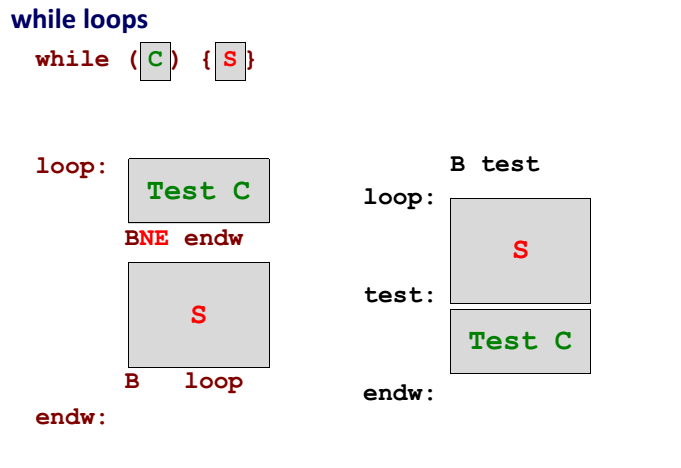 while loops
while (C) {S}
loop:
Test C
BNE endw
S
B loop
endw:
B test
loop:
S
test:
Test C
endw: